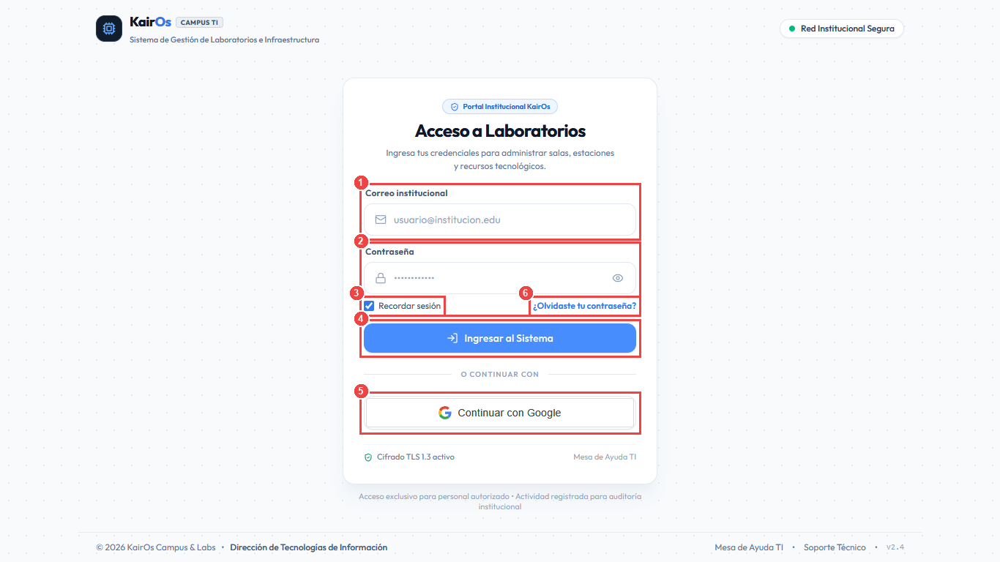 KairOs CAMPUS TI
Sistema de Gestión de Laboratorios e Infraestructura
Red Institucional Segura
Portal Institucional KairOs
Acceso a Laboratorios
Ingresa tus credenciales para administrar salas, estaciones
y recursos tecnológicos.
1
Correo institucional
usuario@institucion.edu
2
Contraseña
••••••••••••
3
Recordar sesión
6
¿Olvidaste tu contraseña?
4
Ingresar al Sistema
O CONTINUAR CON
5
Continuar con Google
Cifrado TLS 1.3 activo
Mesa de Ayuda TI
Acceso exclusivo para personal autorizado • Actividad registrada para auditoría
institucional
© 2026 KairOs Campus & Labs • Dirección de Tecnologías de Información
Mesa de Ayuda TI • Soporte Técnico • v2.4